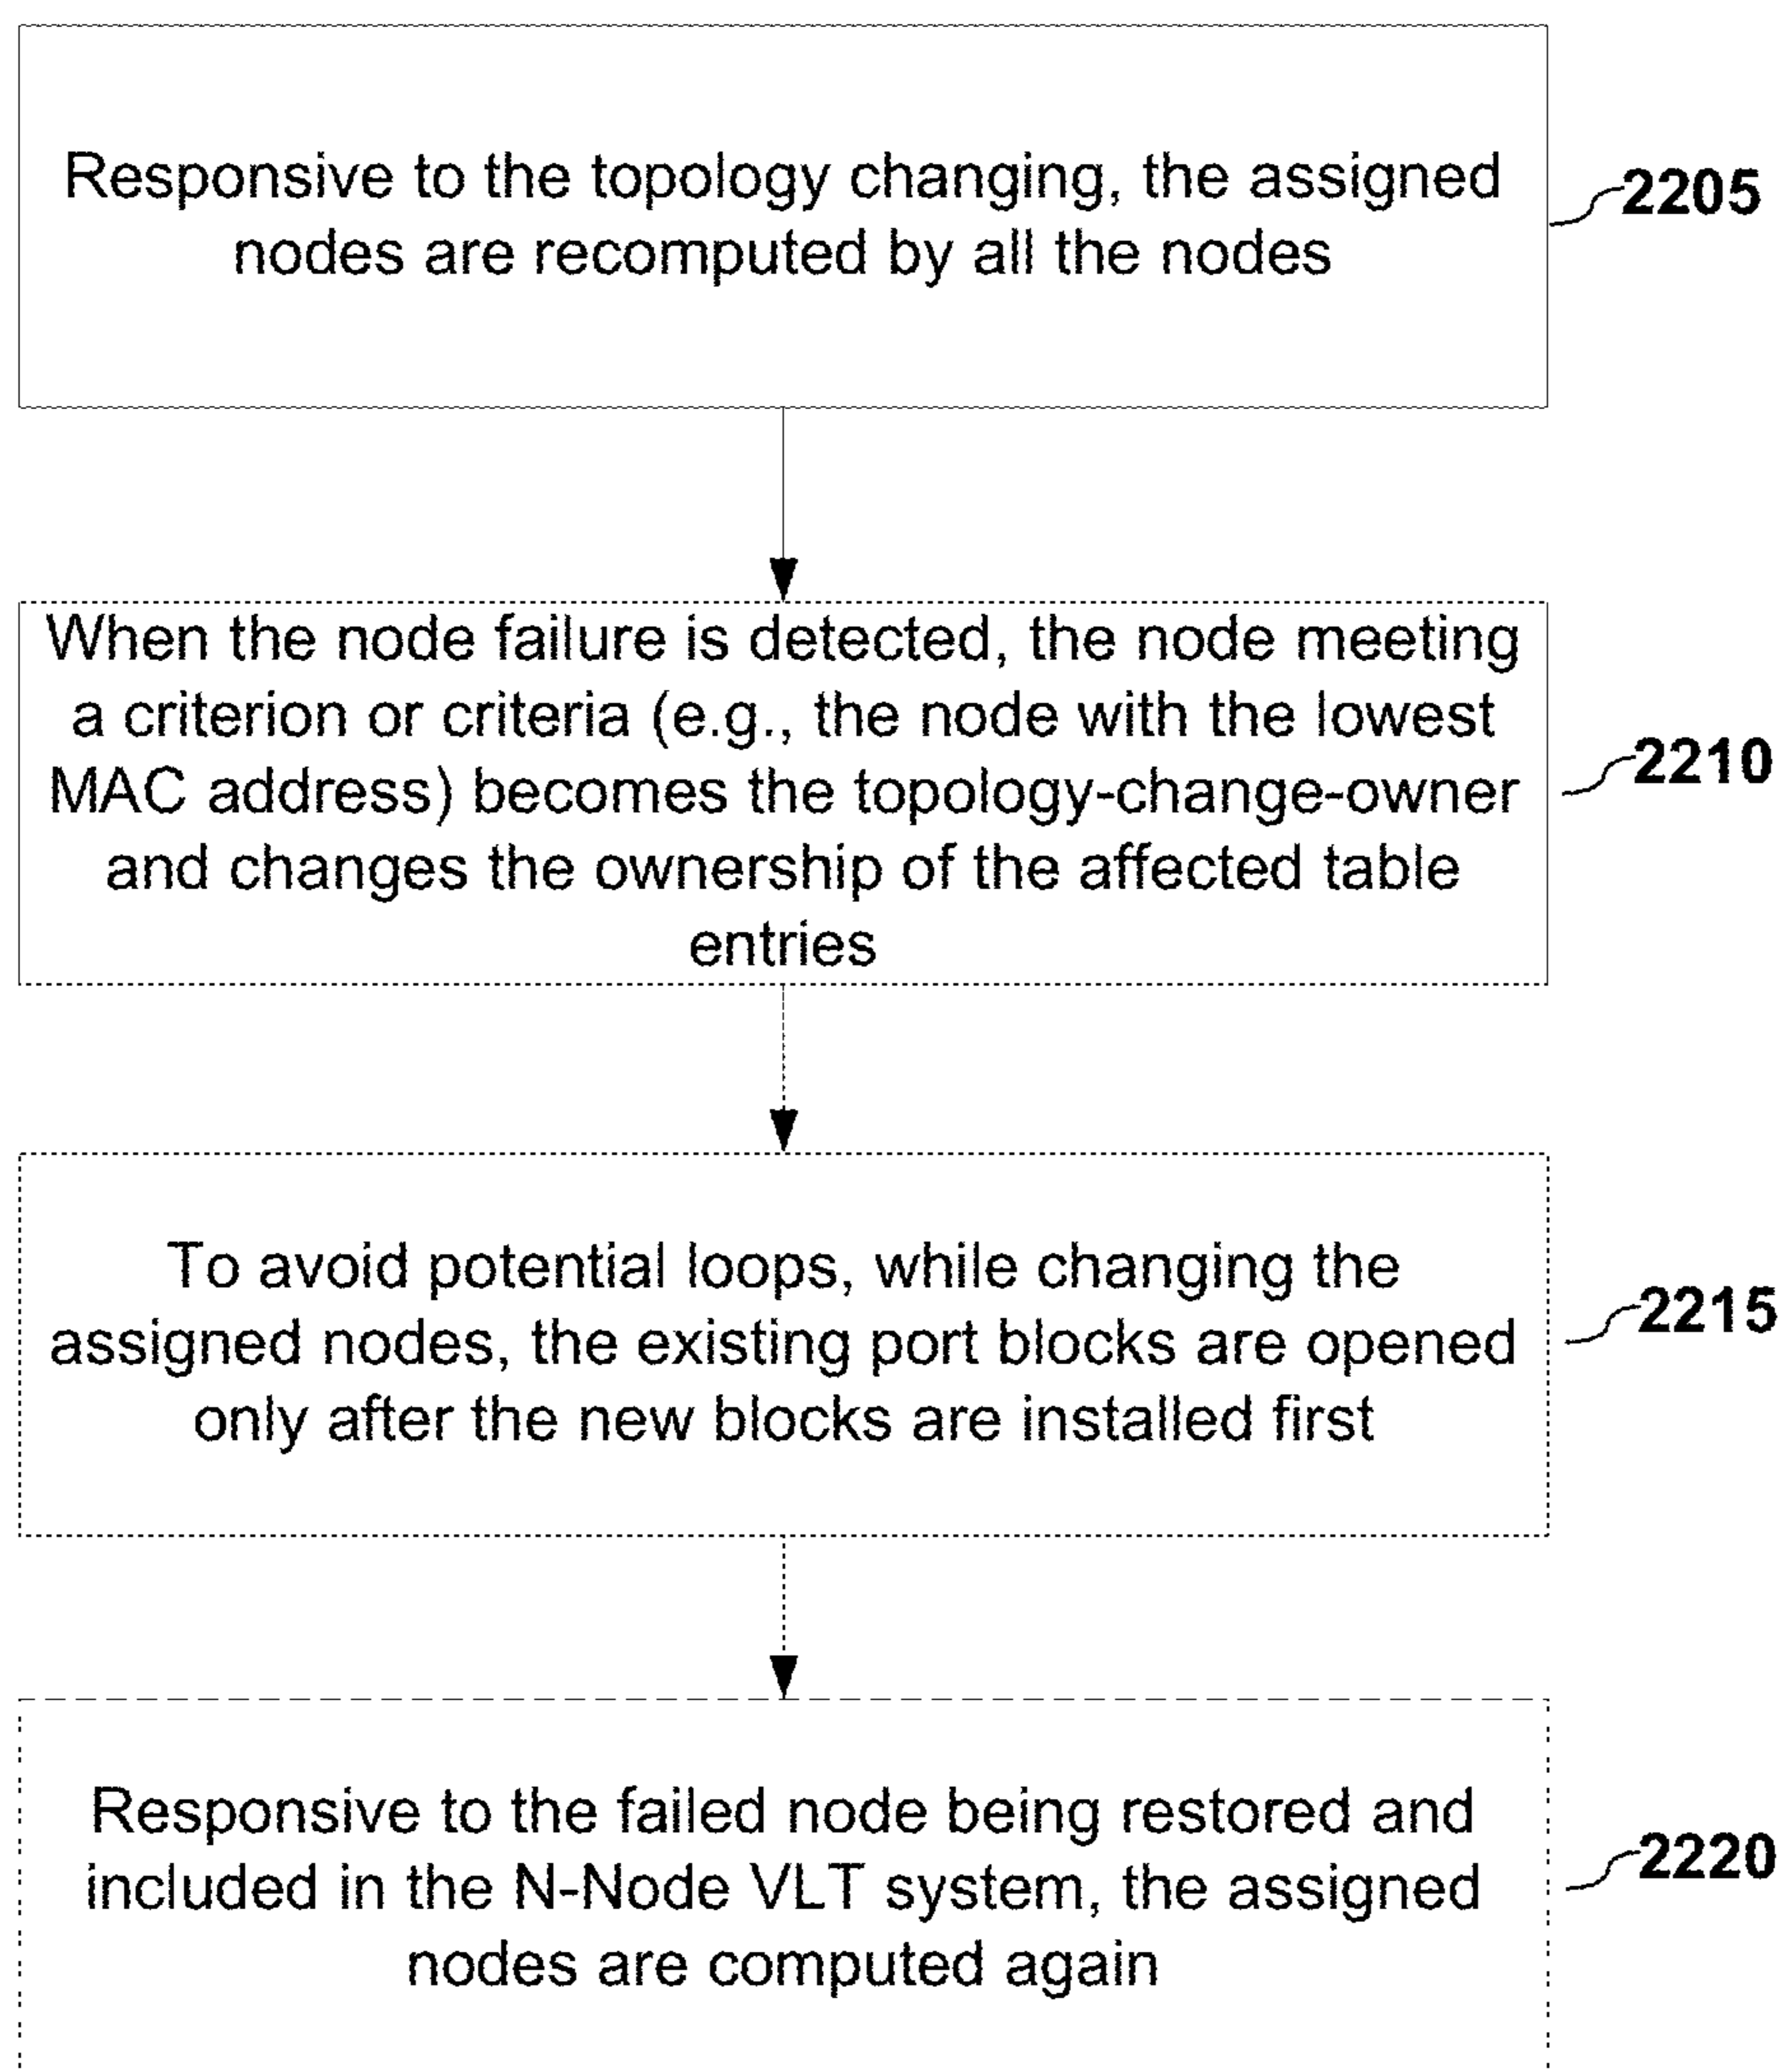 Responsive to the topology changing, the assigned
nodes are recomputed by all the nodes
2205
When the node failure is detected, the node meeting
a criterion or criteria (e.g., the node with the lowest
MAC address) becomes the topology-change-owner
and changes the ownership of the affected table
entries
2210
To avoid potential loops, while changing the
assigned nodes, the existing port blocks are opened
only after the new blocks are installed first
2215
Responsive to the failed node being restored and
included in the N-Node VLT system, the assigned
nodes are computed again
2220